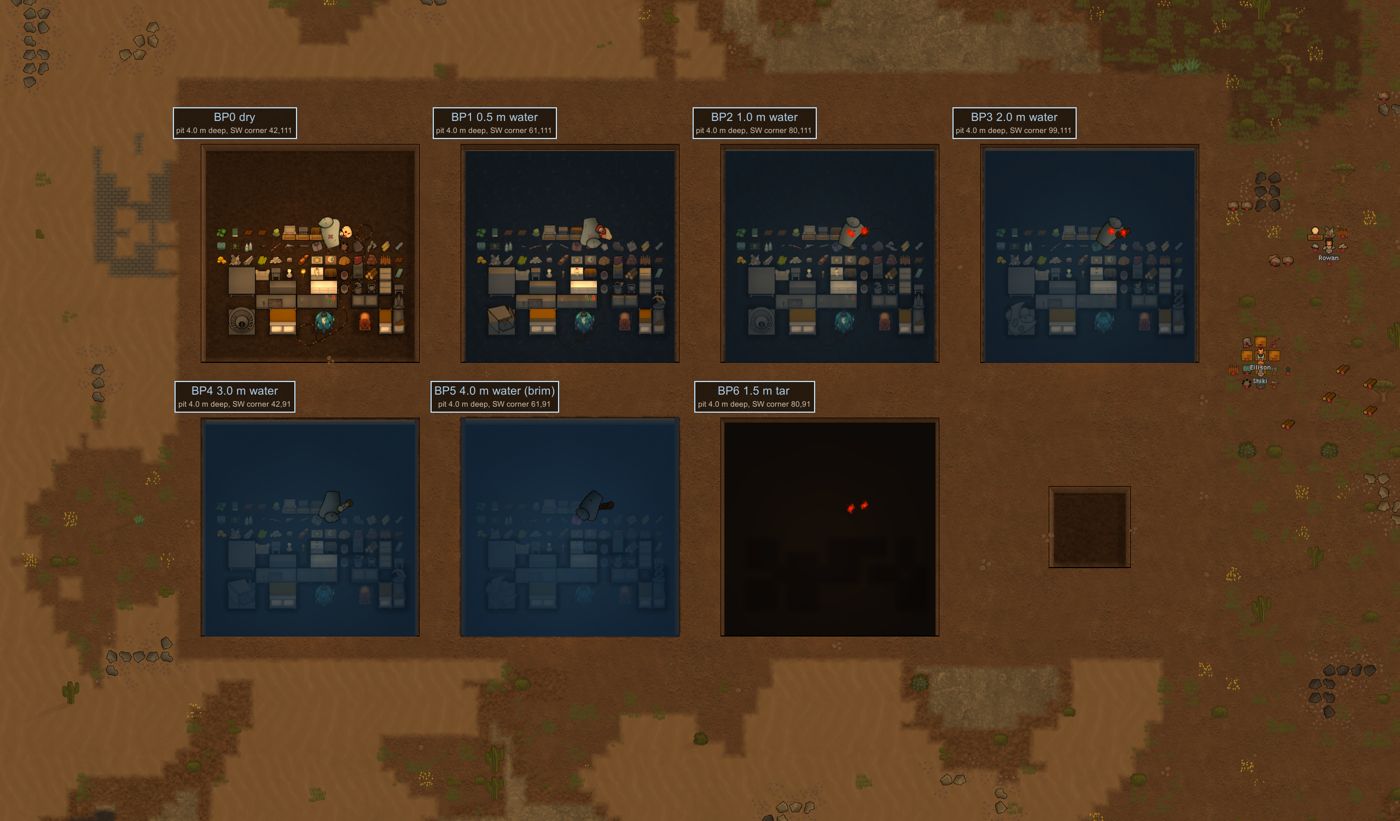 BP0 dry
pit 4.0 m deep, SW corner 42,111
BP1 0.5 m water
pit 4.0 m deep, SW corner 61,111
BP2 1.0 m water
pit 4.0 m deep, SW corner 80,111
BP3 2.0 m water
pit 4.0 m deep, SW corner 99,111
Rowan
Ellison
Shiki
BP4 3.0 m water
pit 4.0 m deep, SW corner 42,91
BP5 4.0 m water (brim)
pit 4.0 m deep, SW corner 61,91
BP6 1.5 m tar
pit 4.0 m deep, SW corner 80,91